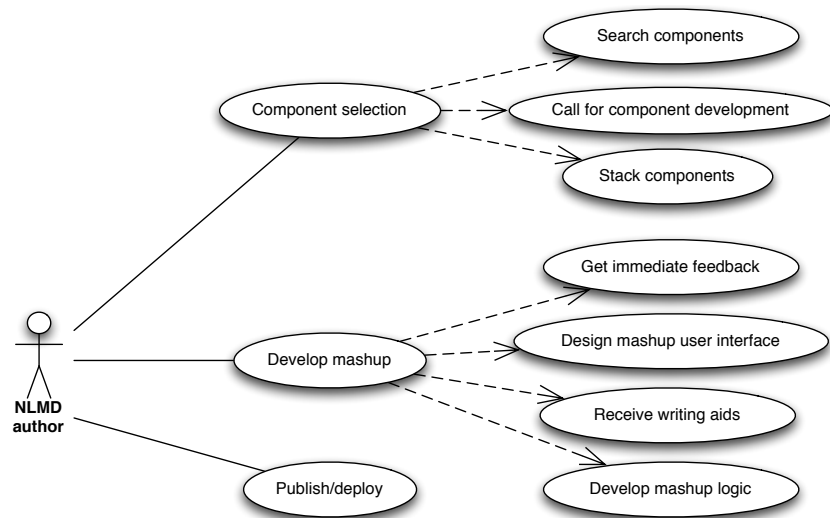 Search components
Component selection
Call for component development
Stack components
Get immediate feedback
Design mashup user interface
Develop mashup
NLMD
author
Receive writing aids
Publish/deploy
Develop mashup logic